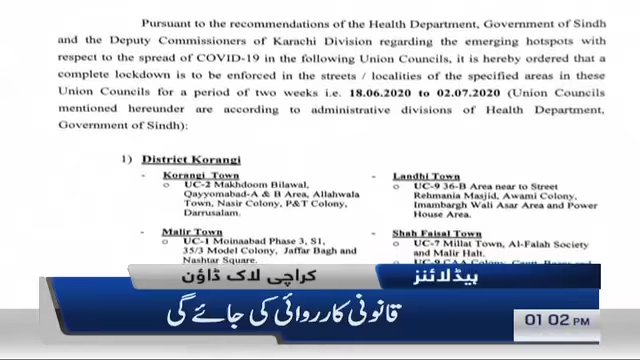 Pursuant to the recommendations of the Health Department, Government of Sindh
and the Deputy Commissioners of Karachi Division regarding the emerging hotspots with
respect to the spread of COVID-19 in the following Union Councils, it is hereby ordered that a
complete lockdown is to be enforced in the streets / localities of the specified areas in these
Union Councils for a period of two weeks i.e. 18.06.2020 to 02.07.2020 (Union Councils
mentioned hereunder are according to administrative divisions of Health Department,
Government of Sindh):
1) District Korangi
- Korangi Town
o UC-2 Makhdoom Bilawal,
Qayyomabad-A & B Area, Allahwala
Town, Nasir Colony, P&T Colony,
Darrusalam.
- Landhi Town
o UC-9 36-B Area near to Street
Rehmania Masjid, Awami Colony,
Imambargh Wali Asar Area and Power
House Area.
- Malir Town
o UC-1 Moinaabad Phase 3, S1,
35/3 Model Colony, Jaffar Bagh and
Nashtar Square.
- Shah Faisal Town
o UC-7 Millat Town, Al-Falah Society
and Malir Halt.
ہیڈلائنز
کراچی لاک ڈاؤن
قانونی کارروائی کی جائے گی
01:02 PM